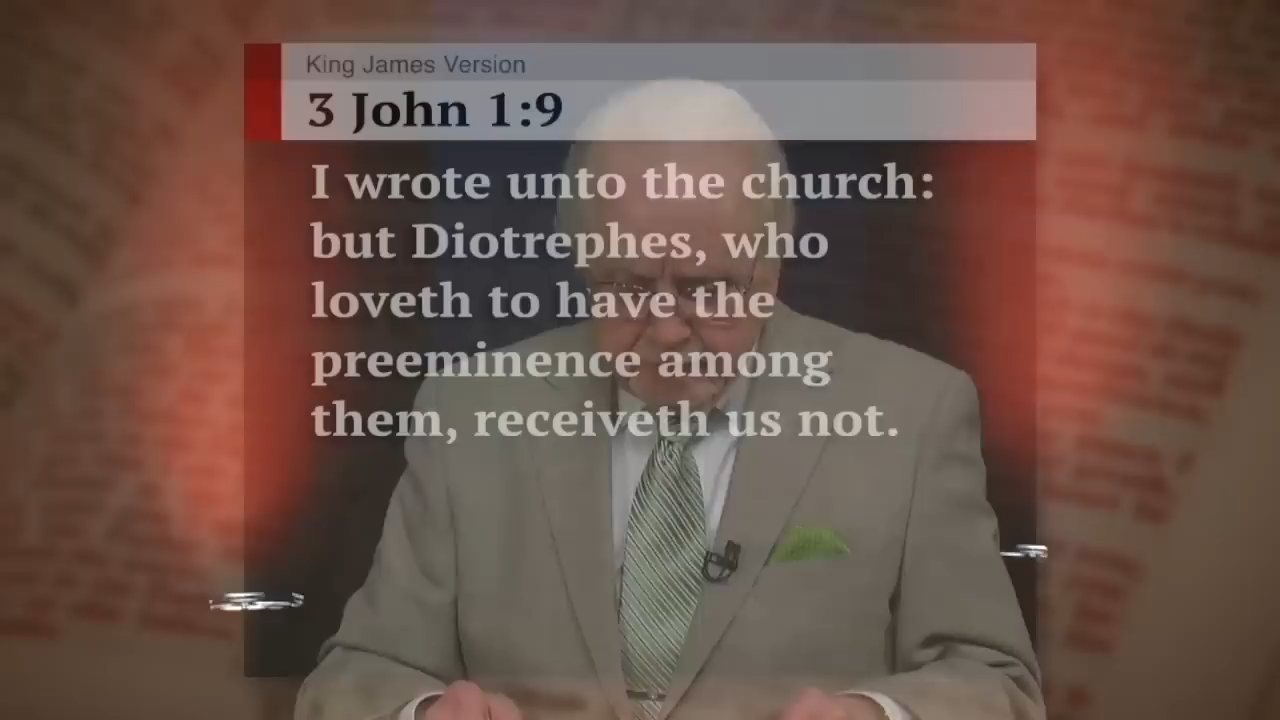 King James Version
3 John 1:9
I wrote unto the church:
but Diotrephes, who
loveth to have the
preeminence among
them, receiveth us not.